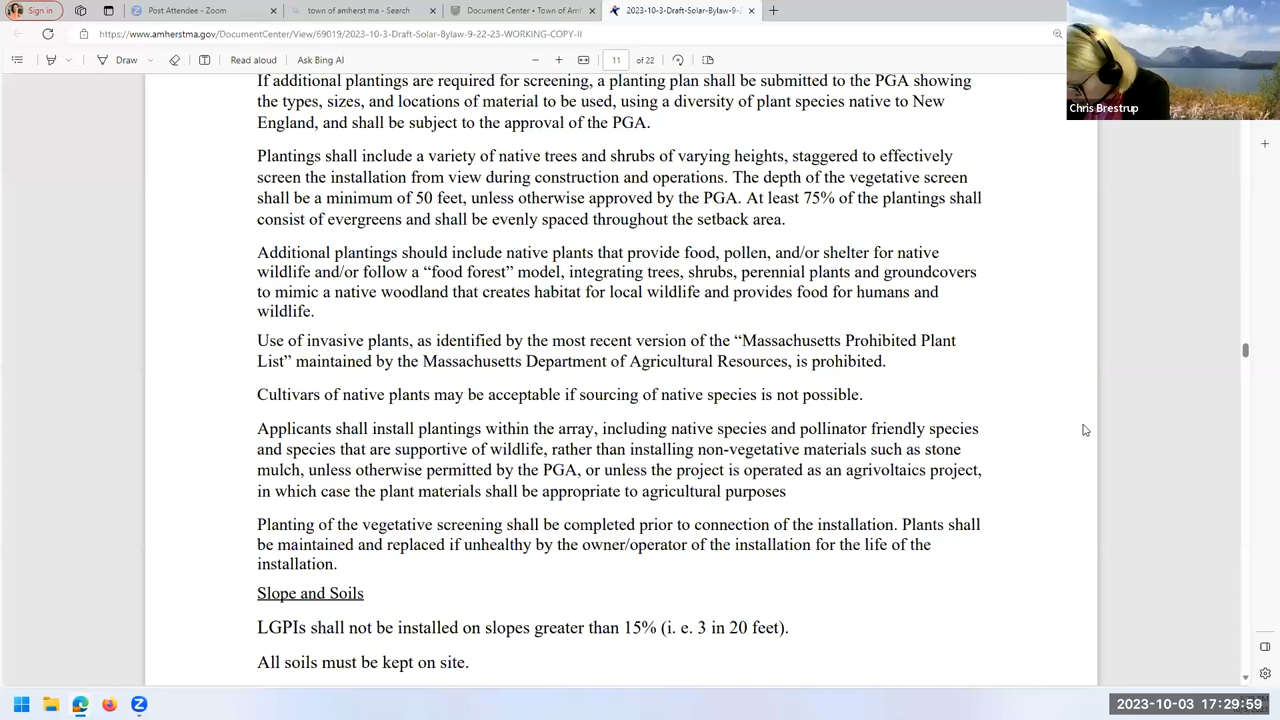 Sign in
Post Attendee - Zoom
town of amherst ma - Search
Document Center • Town of Am
2023-10-3-Draft-Solar-Bylaw-9-2
https://www.amherstma.gov/DocumentCenter/View/69019/2023-10-3-Draft-Solar-Bylaw-9-22-23-WORKING-COPY-II
Draw
Read aloud
Ask Bing AI
11 of 22
Chris Brestrup
If additional plantings are required for screening, a planting plan shall be submitted to the PGA showing
the types, sizes, and locations of material to be used, using a diversity of plant species native to New
England, and shall be subject to the approval of the PGA.
Plantings shall include a variety of native trees and shrubs of varying heights, staggered to effectively
screen the installation from view during construction and operations. The depth of the vegetative screen
shall be a minimum of 50 feet, unless otherwise approved by the PGA. At least 75% of the plantings shall
consist of evergreens and shall be evenly spaced throughout the setback area.
Additional plantings should include native plants that provide food, pollen, and/or shelter for native
wildlife and/or follow a “food forest” model, integrating trees, shrubs, perennial plants and groundcovers
to mimic a native woodland that creates habitat for local wildlife and provides food for humans and
wildlife.
Use of invasive plants, as identified by the most recent version of the “Massachusetts Prohibited Plant
List” maintained by the Massachusetts Department of Agricultural Resources, is prohibited.
Cultivars of native plants may be acceptable if sourcing of native species is not possible.
Applicants shall install plantings within the array, including native species and pollinator friendly species
and species that are supportive of wildlife, rather than installing non-vegetative materials such as stone
mulch, unless otherwise permitted by the PGA, or unless the project is operated as an agrivoltaics project,
in which case the plant materials shall be appropriate to agricultural purposes
Planting of the vegetative screening shall be completed prior to connection of the installation. Plants shall
be maintained and replaced if unhealthy by the owner/operator of the installation for the life of the
installation.
Slope and Soils
LGPIs shall not be installed on slopes greater than 15% (i. e. 3 in 20 feet).
All soils must be kept on site.
2023-10-03 17:29:59